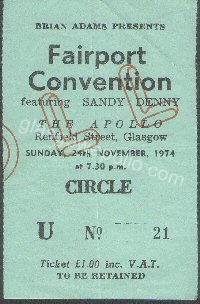 BRIAN ADAMS PRESENTS
Fairport
Convention
featuring SANDY DENNY
THE APOLLO
Renfield Street, Glasgow
SUNDAY, 24TH NOVEMBER, 1974
at 7.30 p.m.
CIRCLE
U No 21
Ticket £1.00 inc. V.A.T.
TO BE RETAINED